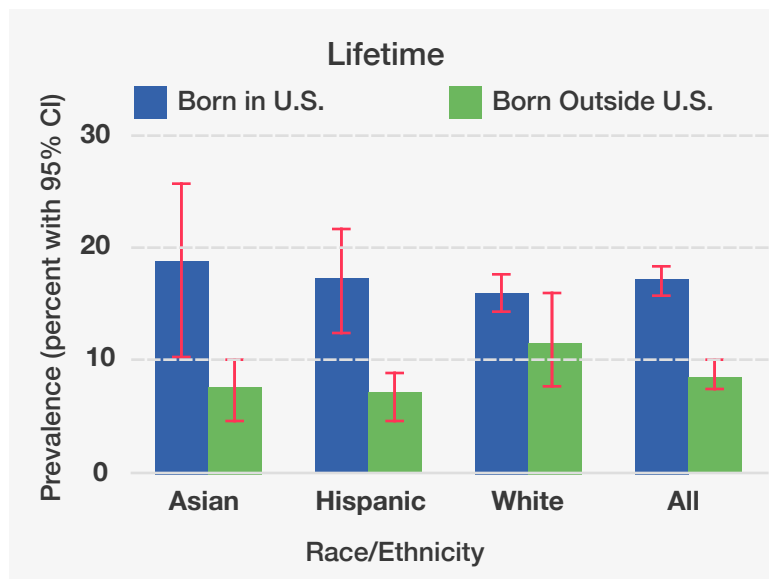 Lifetime
Born in U.S. Born Outside U.S.
Prevalence (percent with 95% CI)
30
20
10
0
Asian Hispanic White All
Race/Ethnicity